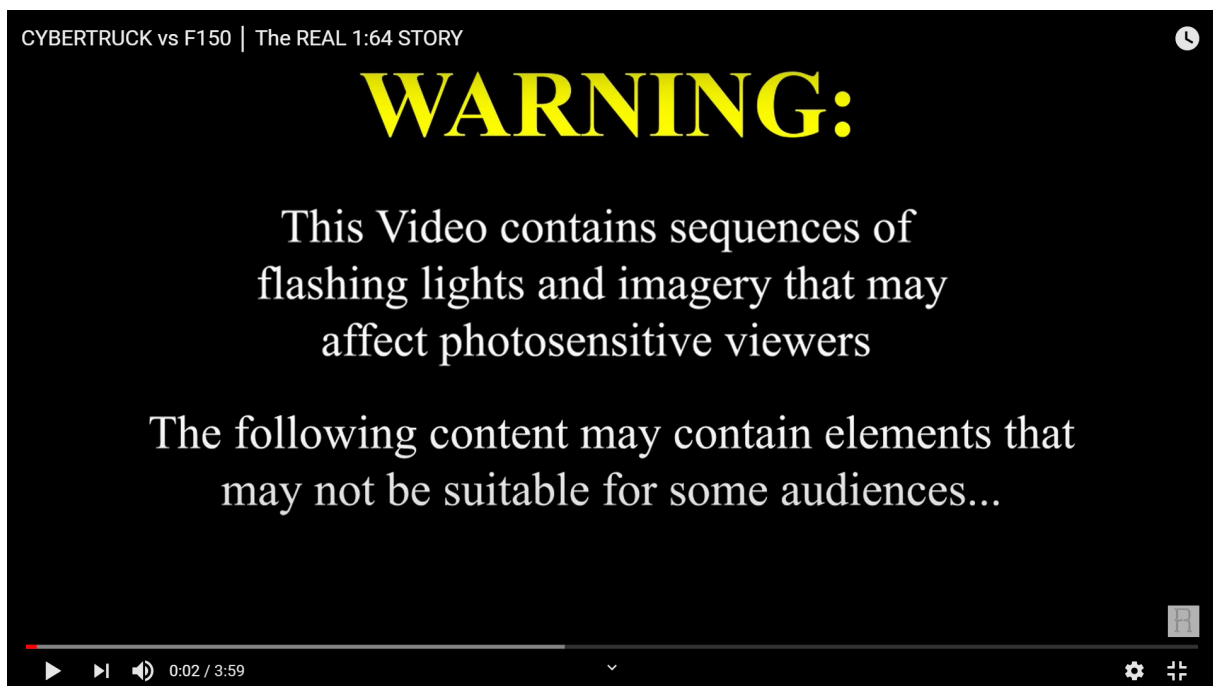 CYBERTRUCK vs F150 │ The REAL 1:64 STORY
WARNING:
This Video contains sequences of
flashing lights and imagery that may
affect photosensitive viewers
The following content may contain elements that
may not be suitable for some audiences...
R
0:02 / 3:59